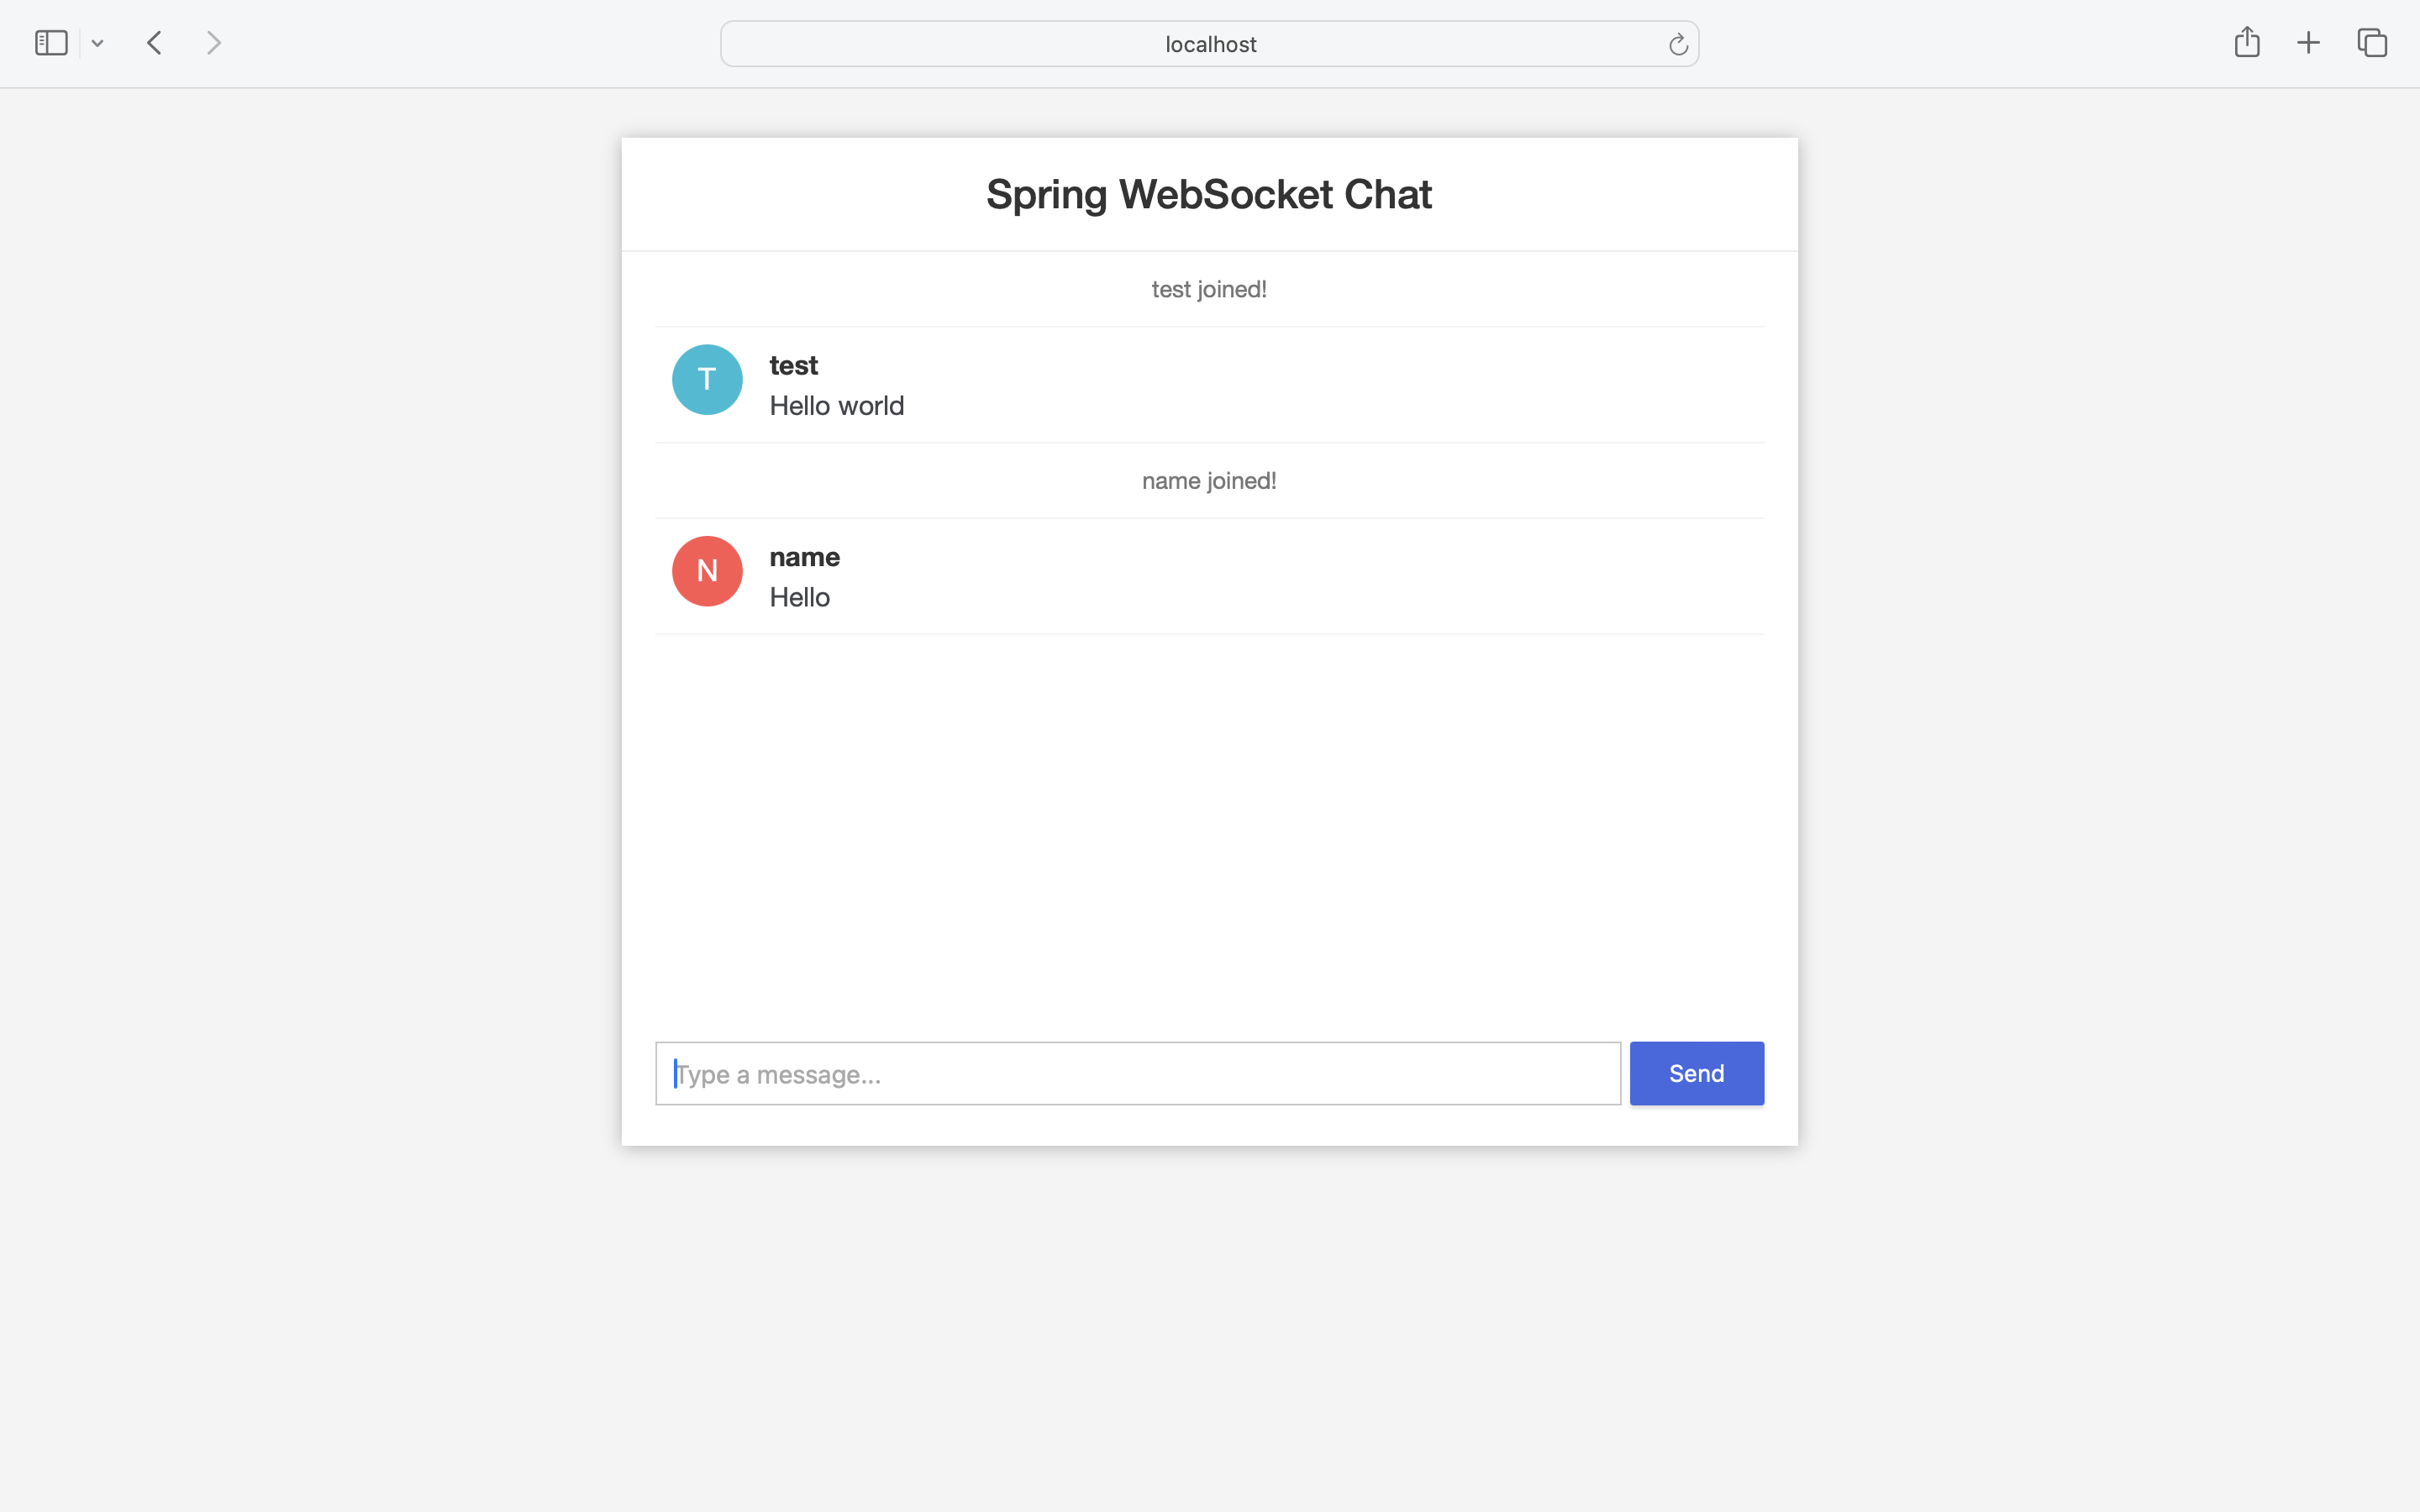 localhost
Spring WebSocket Chat
test joined!
T
test
Hello world
name joined!
N
name
Hello
Type a message...
Send